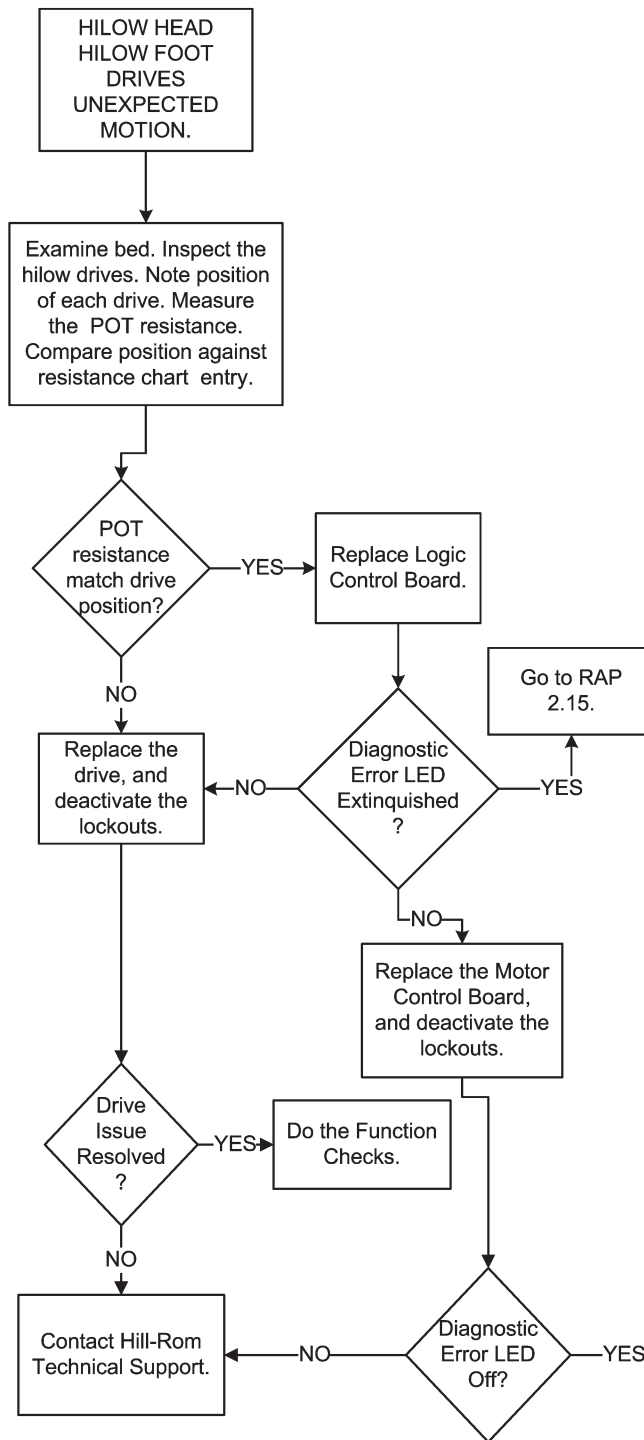 HILOW HEAD
HILOW FOOT
DRIVES
UNEXPECTED
MOTION.
Examine bed. Inspect the
hilow drives. Note position
of each drive. Measure
the POT resistance.
Compare position against
resistance chart entry.
POT
resistance
match drive
position?
YES
Replace Logic
Control Board.
NO
Go to RAP
2.15.
Replace the
drive, and
deactivate the
lockouts.
NO
Diagnostic
Error LED
Extinquished
?
YES
NO
Replace the Motor
Control Board,
and deactivate the
lockouts.
Drive
Issue
Resolved
?
YES
Do the Function
Checks.
NO
Contact Hill-Rom
Technical Support.
NO
Diagnostic
Error LED
Off?
YES